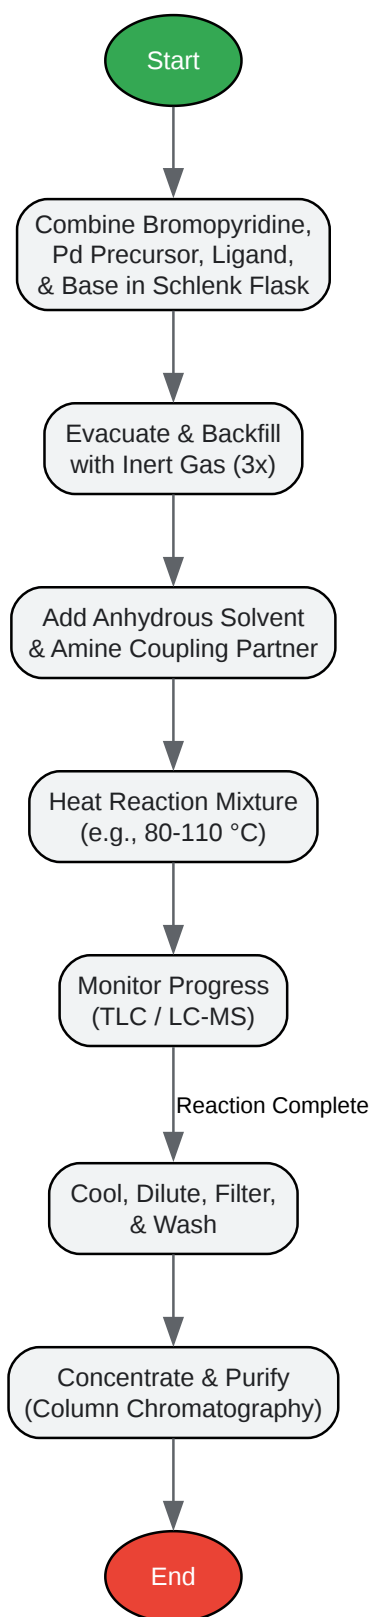 Start
Combine Bromopyridine,
Pd Precursor, Ligand,
& Base in Schlenk Flask
Evacuate & Backfill
with Inert Gas (3x)
Add Anhydrous Solvent
& Amine Coupling Partner
Heat Reaction Mixture
(e.g., 80-110 °C)
Monitor Progress
(TLC / LC-MS)
Reaction Complete
Cool, Dilute, Filter,
& Wash
Concentrate & Purify
(Column Chromatography)
End